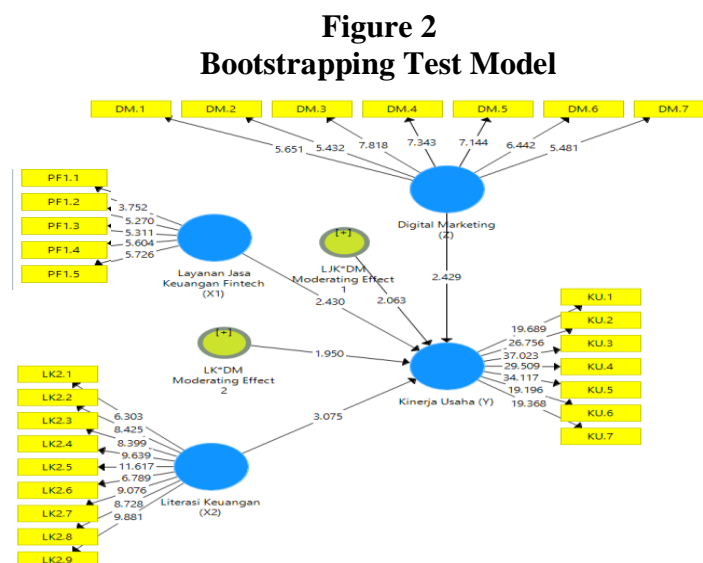 Figure 2
Bootstrapping Test Model
DM.1 DM.2 DM.3 DM.4 DM.5 DM.6 DM.7
5.651 5.432 7.818 7.343 7.144 6.442 5.481
Digital Marketing
(Z)
PF1.1
PF1.2
PF1.3
PF1.4
PF1.5
3.752
5.270
5.311
5.604
5.726
Layanan Jasa
Keuangan Fintech
(X1)
[+]
LJK*DM
Moderating Effect
1
2.430
2.063
2.429
[+]
LK*DM
Moderating Effect
2
1.950
3.075
Kinerja Usaha (Y)
19.689
26.756
37.023
29.509
34.117
19.196
19.368
KU.1
KU.2
KU.3
KU.4
KU.5
KU.6
KU.7
LK2.1
LK2.2
LK2.3
LK2.4
LK2.5
LK2.6
LK2.7
LK2.8
LK2.9
6.303
8.425
8.399
9.639
11.617
6.789
9.076
8.728
9.881
Literasi Keuangan
(X2)